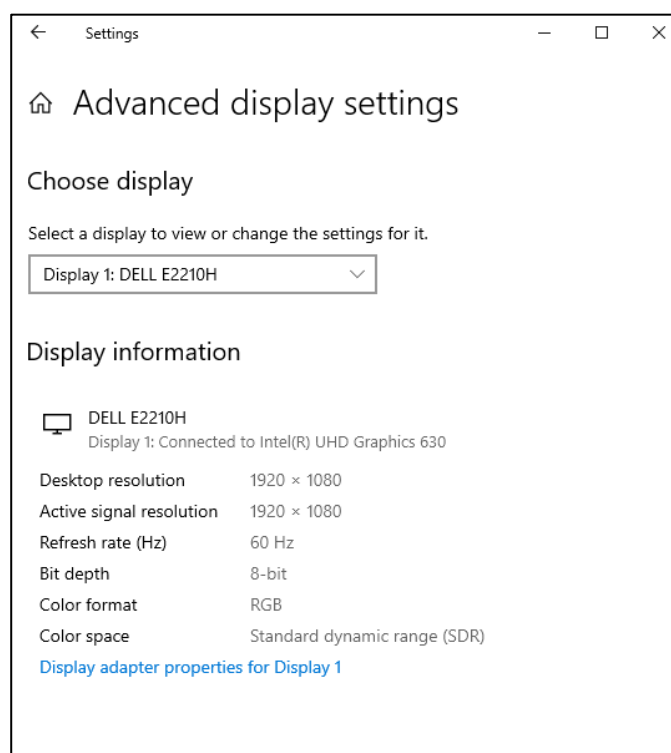 Settings
Advanced display settings
Choose display
Select a display to view or change the settings for it.
Display 1: DELL E2210H
Display information
DELL E2210H
Display 1: Connected to Intel(R) UHD Graphics 630
Desktop resolution 1920 × 1080
Active signal resolution 1920 × 1080
Refresh rate (Hz) 60 Hz
Bit depth 8-bit
Color format RGB
Color space Standard dynamic range (SDR)
Display adapter properties for Display 1